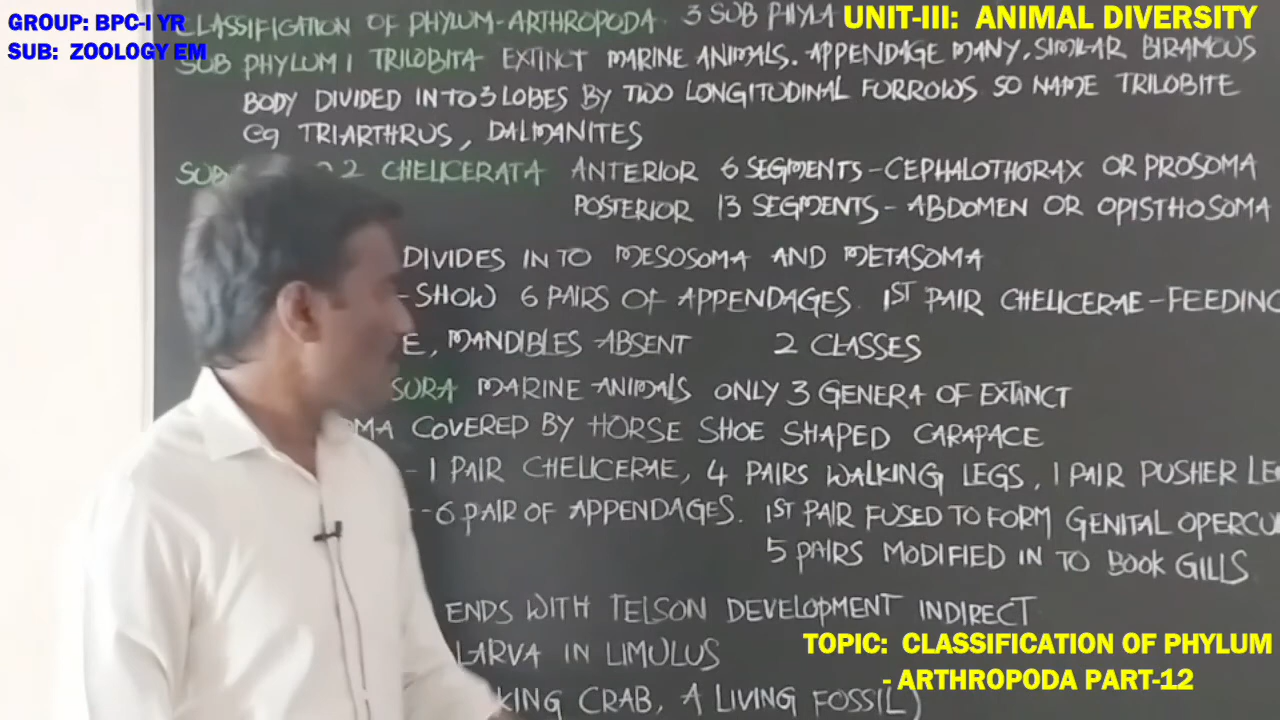 GROUP: BPC-I YR
SUB: ZOOLOGY EM
UNIT-III: ANIMAL DIVERSITY
CLASSIFICATION OF PHYLUM-ARTHROPODA 3 SUB PHYLA
SUB PHYLUM 1 TRILOBITA EXTINCT MARINE ANIMALS. APPENDAGE MANY, SIMILAR BIRAMOUS
BODY DIVIDED IN TO 3 LOBES BY TWO LONGITUDINAL FURROWS SO NAME TRILOBITE
eg TRIARTHRUS, DALMANITES
SUB 2 CHELICERATA ANTERIOR 6 SEGMENTS - CEPHALOTHORAX OR PROSOMA
POSTERIOR 13 SEGMENTS - ABDOMEN OR OPISTHOSOMA
DIVIDES IN TO MESOSOMA AND METASOMA
- SHOW 6 PAIRS OF APPENDAGES. 1ST PAIR CHELICERAE - FEEDING
E, MANDIBLES ABSENT 2 CLASSES
SURA MARINE ANIMALS ONLY 3 GENERA OF EXTINCT
MA COVERED BY HORSE SHOE SHAPED CARAPACE
- 1 PAIR CHELICERAE, 4 PAIRS WALKING LEGS, 1 PAIR PUSHER LE
-- 6 PAIR OF APPENDAGES. 1ST PAIR FUSED TO FORM GENITAL OPERCU
5 PAIRS MODIFIED IN TO BOOK GILLS
ENDS WITH TELSON DEVELOPMENT INDIRECT
LARVA IN LIMULUS
KING CRAB, A LIVING FOSSIL)
TOPIC: CLASSIFICATION OF PHYLUM
- ARTHROPODA PART-12